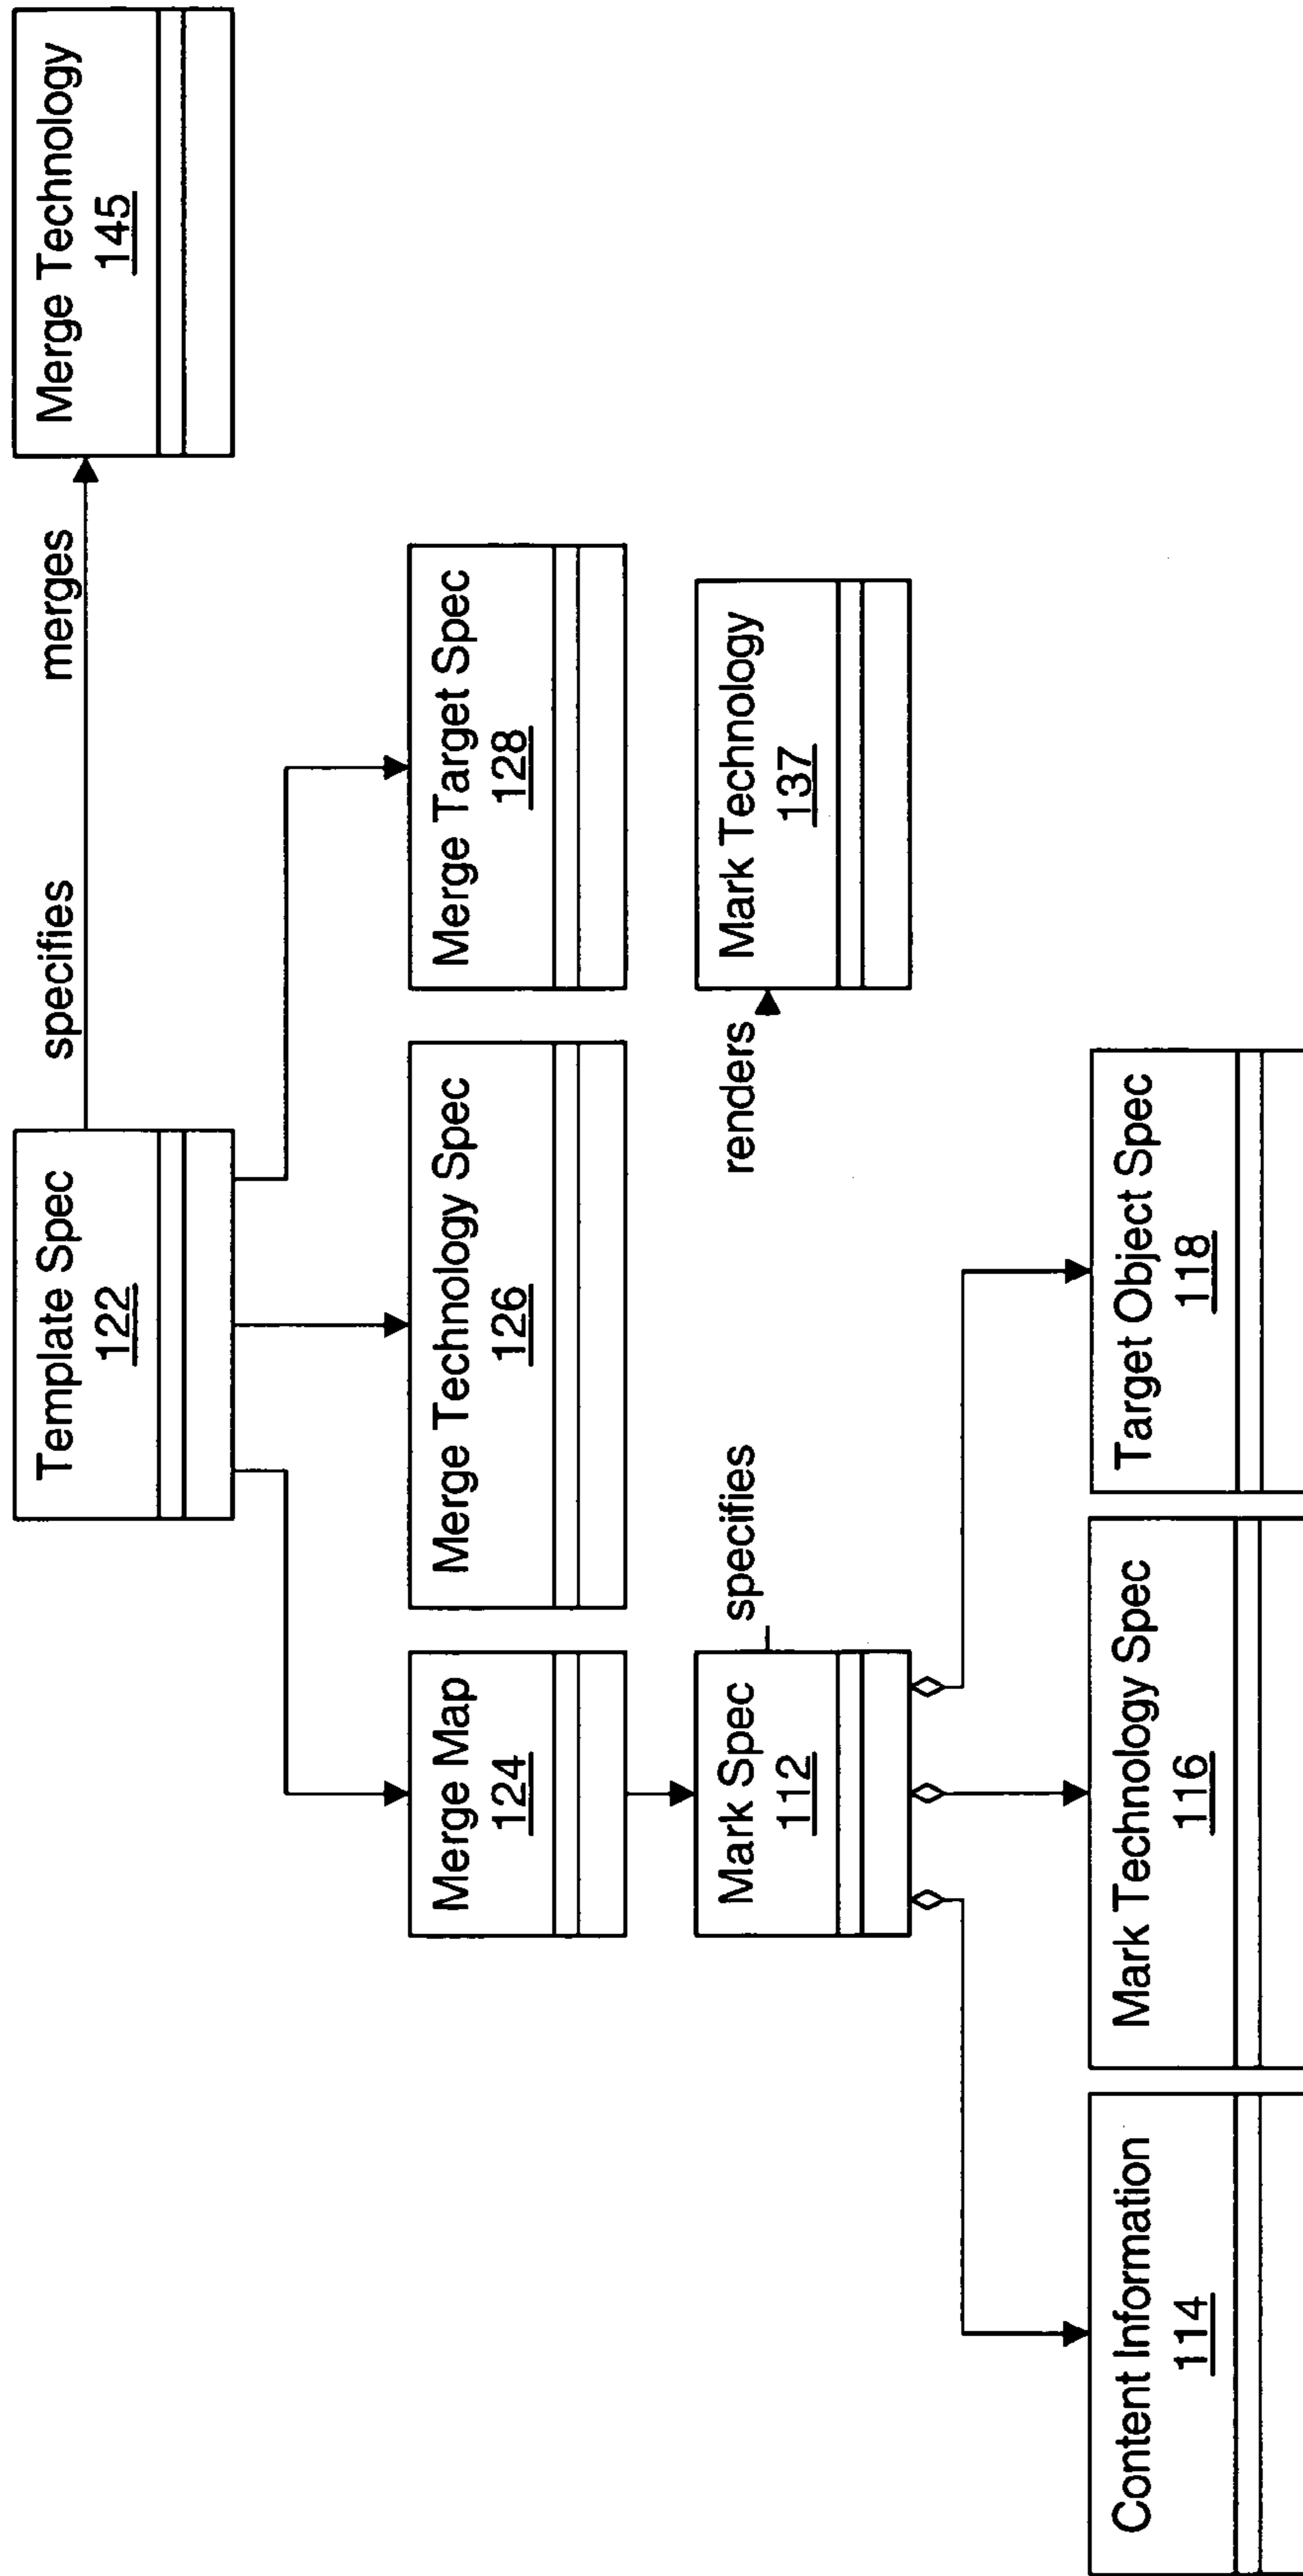 Template Spec
122
specifies
merges
Merge Technology
145
Merge Map
124
Merge Technology Spec
126
Merge Target Spec
128
Mark Spec
112
specifies
renders
Mark Technology
137
Content Information
114
Mark Technology Spec
116
Target Object Spec
118